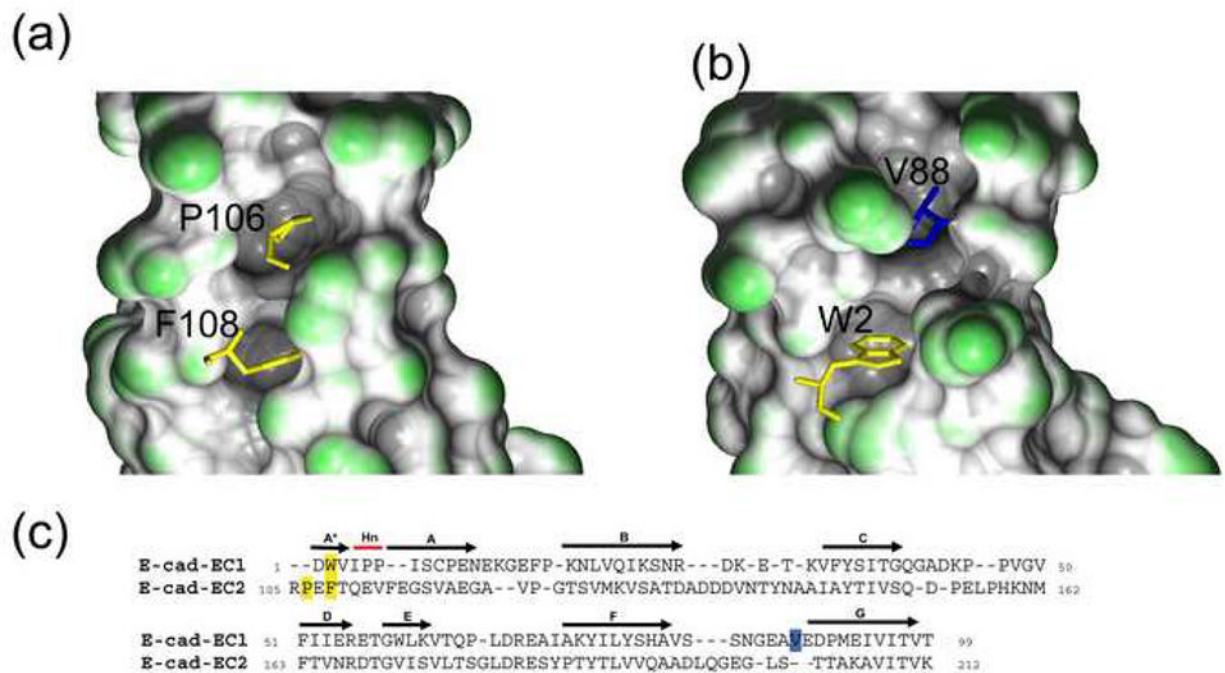 (a)
P106
F108
(b)
V88
W2
(c)
A* Hn A B C
E-cad-EC1 1 --DWVIPP--ISCPENEKGEFP-KNLVQIKSNR---DK-E-T-KVFYSITGQGADKP--PVGV 50
E-cad-EC2 105 RPEFTQEVFEGSVAEGA--VP-GTSVMKVSATDADDDVNTYNAAIAYTIVSQ-D-PELPHKNM 162
D E F G
E-cad-EC1 51 FIIERETGWLKVTQP-LDREAIAKYILYSHAVS---SNGEAVEDPMEIVITVT 99
E-cad-EC2 163 FTVNRDTGVISVLTSGLDRESYPTYTLVVQAADLQGEG-LS--TTAKAVITVK 212